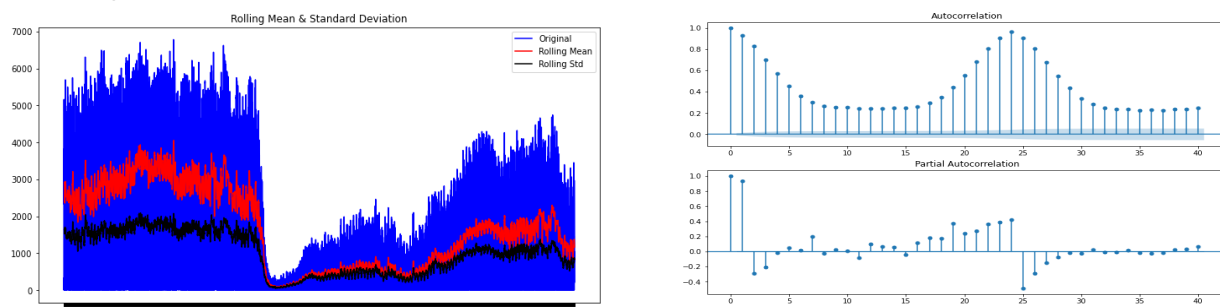 Rolling Mean & Standard Deviation
7000
6000
5000
4000
3000
2000
1000
0
Original
Rolling Mean
Rolling Std
Autocorrelation
1.0
0.8
0.6
0.4
0.2
0.0
0 5 10 15 20 25 30 35 40
Partial Autocorrelation
1.0
0.8
0.6
0.4
0.2
0.0
−0.2
−0.4
0 5 10 15 20 25 30 35 40